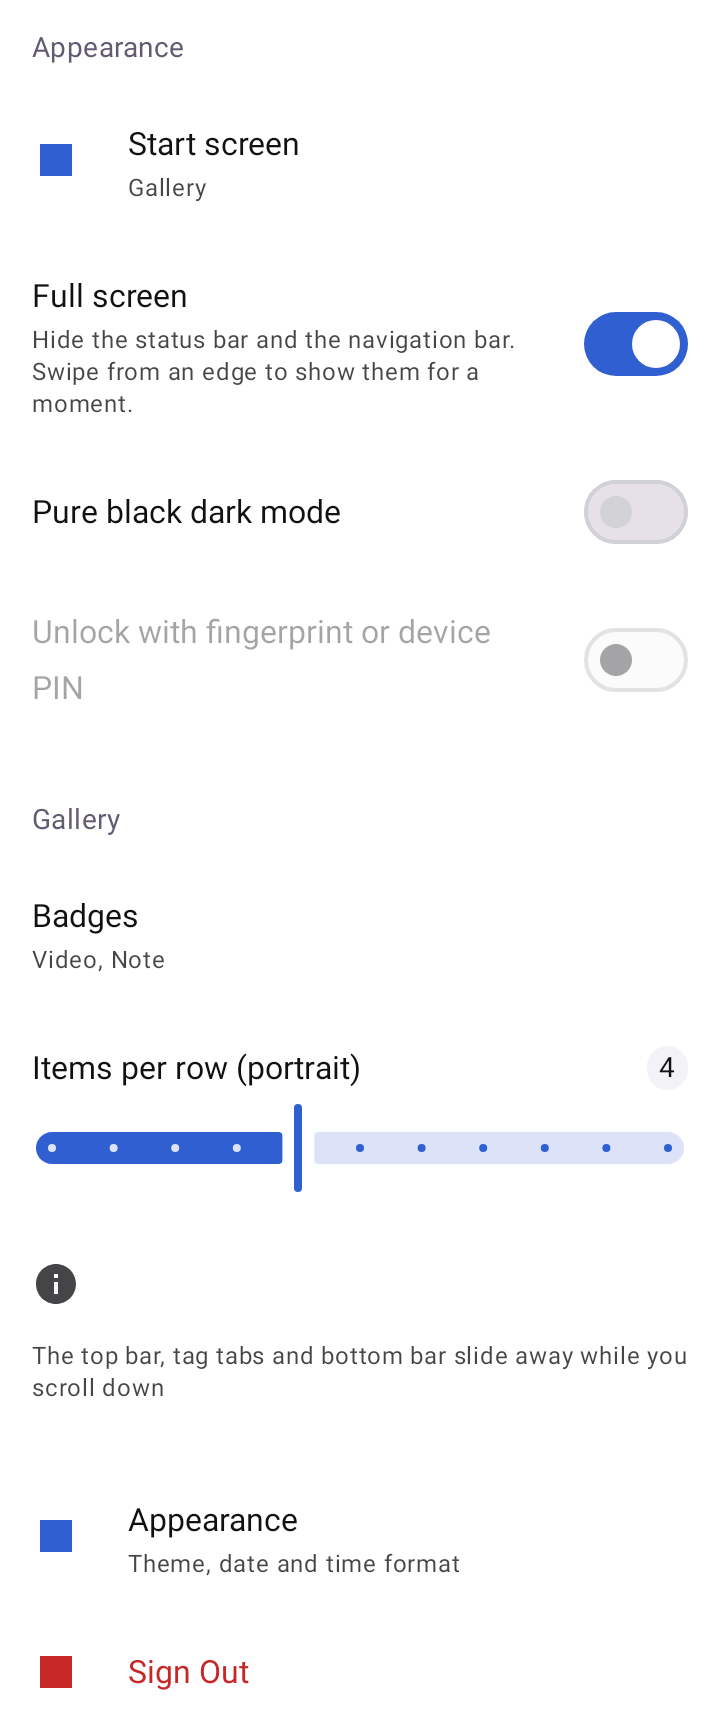 Appearance
Start screen
Gallery
Full screen
Hide the status bar and the navigation bar.
Swipe from an edge to show them for a
moment.
Pure black dark mode
Unlock with fingerprint or device
PIN
Gallery
Badges
Video, Note
Items per row (portrait) 4
The top bar, tag tabs and bottom bar slide away while you
scroll down
Appearance
Theme, date and time format
Sign Out